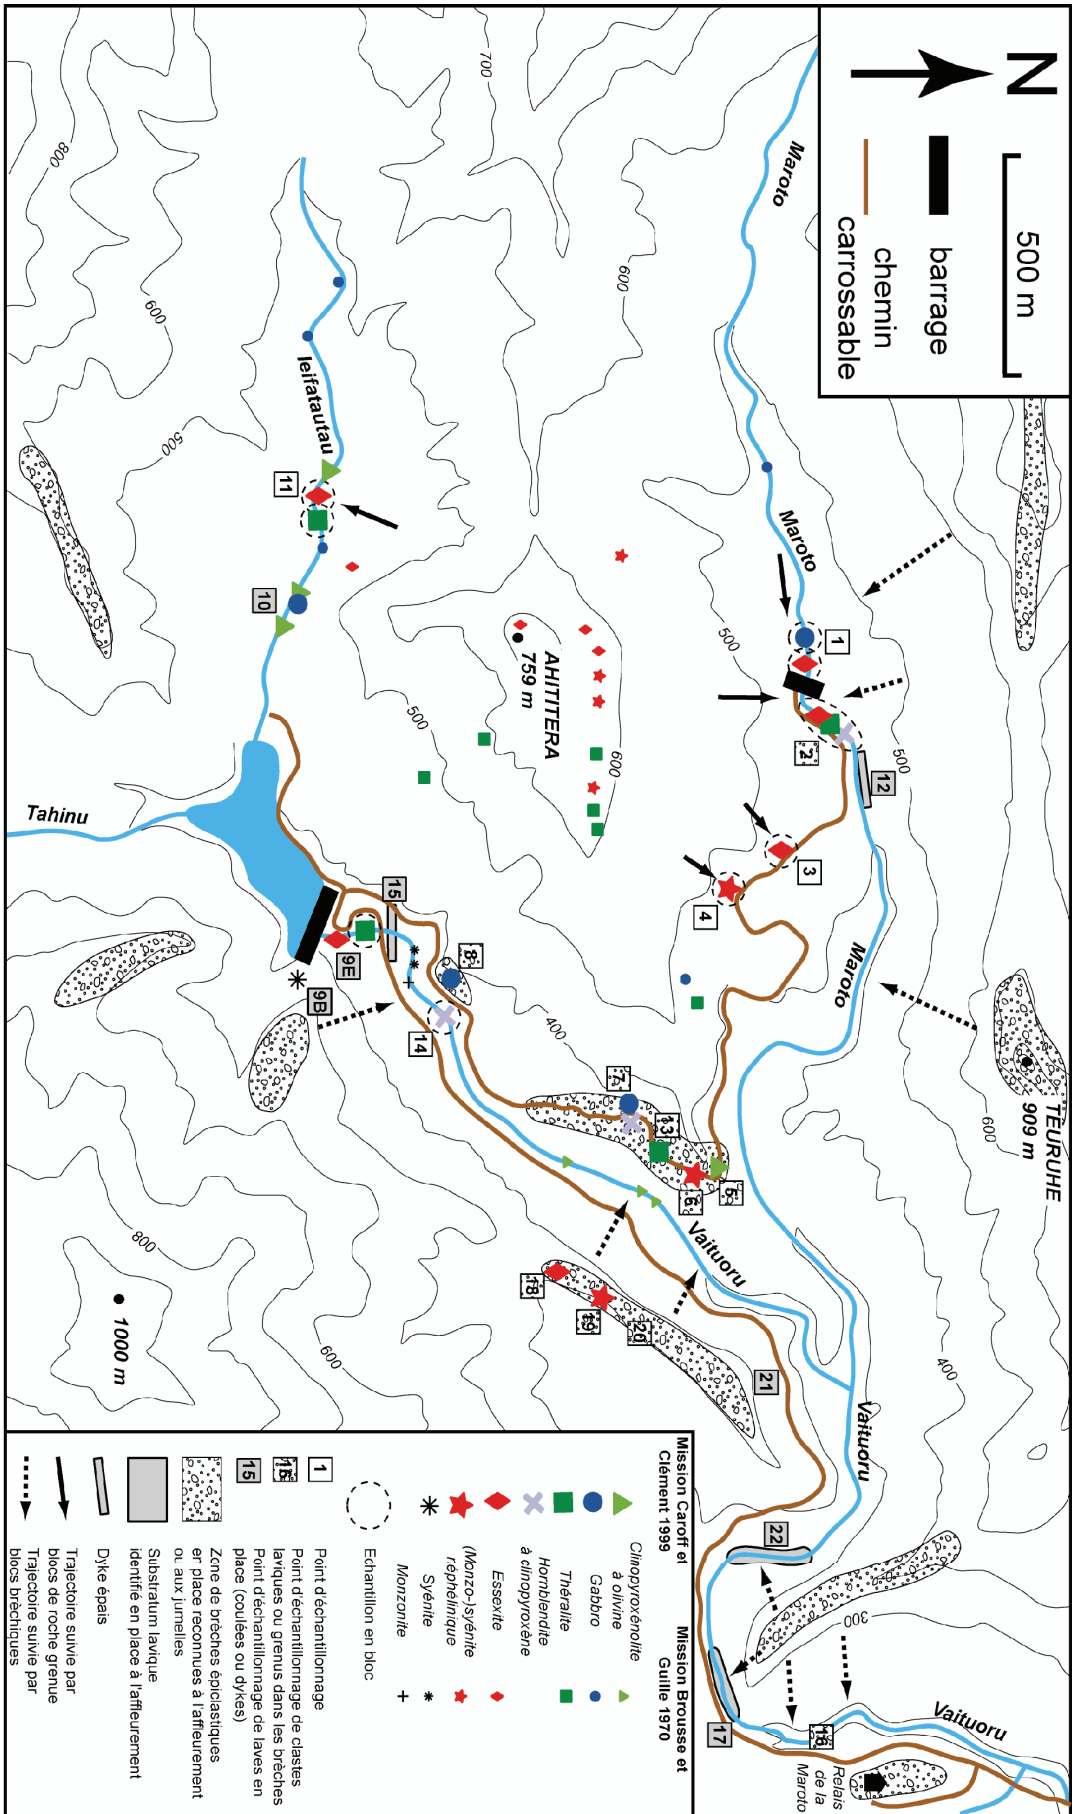 N
500 m
barrage
chemin
carrossable
Maroto
Maroto
Maroto
Ieifatautau
Tahinu
Vaituoru
Vaituoru
Vaituoru
AHITITERA
759 m
TEURUHE
909 m
1000 m
Relais
de la
Maroto
700
800
600
600
500
500
500
500
600
400
600
800
600
400
300
1
2
3
4
5
6
7
8
9B
9E
10
11
12
13
14
15
16
17
18
19
20
21
22
Mission Caroff et
Clément 1999
Mission Brousse et
Guille 1970
Clinopyroxénolite
à olivine
Gabbro
Théralite
Hornblendite
à clinopyroxène
Essexite
(Monzo-)syénite
néphélinique
Syénite
Monzonite
Echantillon en bloc
1
Point d'échantillonnage
16
Point d'échantillonnage de clastes
laviques ou grenus dans les brèches
15
Point d'échantillonnage de laves en
place (coulées ou dykes)
Zone de brèches épiclastiques
en place reconnues à l'affleurement
ou aux jumelles
Substratum lavique
identifié en place à l'affleurement
Dyke épais
Trajectoire suivie par
blocs de roche grenue
Trajectoire suivie par
blocs bréchiques